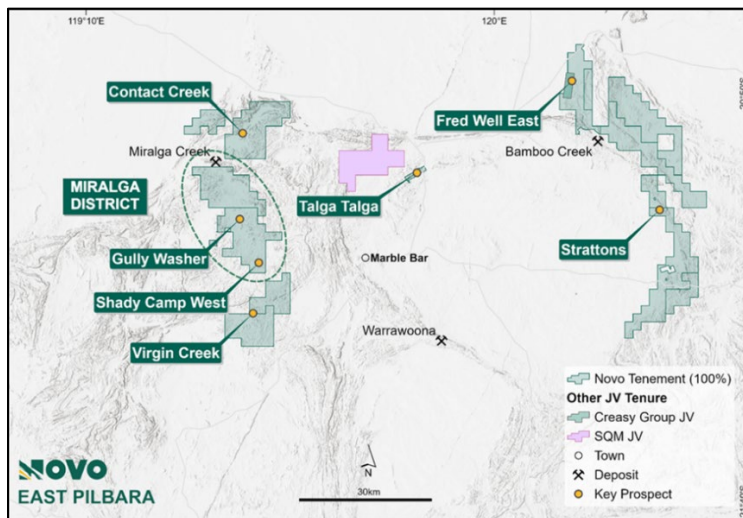 119°10'E
120°E
Contact Creek
Miralga Creek
MIRALGA
DISTRICT
Gully Washer
Shady Camp West
Virgin Creek
Talga Talga
Marble Bar
Warrawoona
Fred Well East
Bamboo Creek
Strattons
Novo Tenement (100%)
Other JV Tenure
Creasy Group JV
SQM JV
Town
Deposit
Key Prospect
NOVO
EAST PILBARA
N
30km